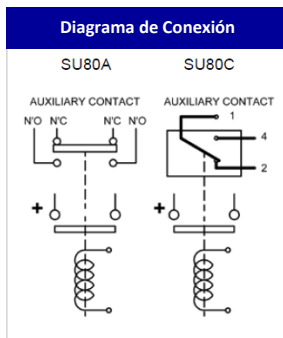 Diagrama de Conexión
SU80A SU80C
AUXILIARY CONTACT AUXILIARY CONTACT
N'O N'C N'C N'O
1
4
2
+ +